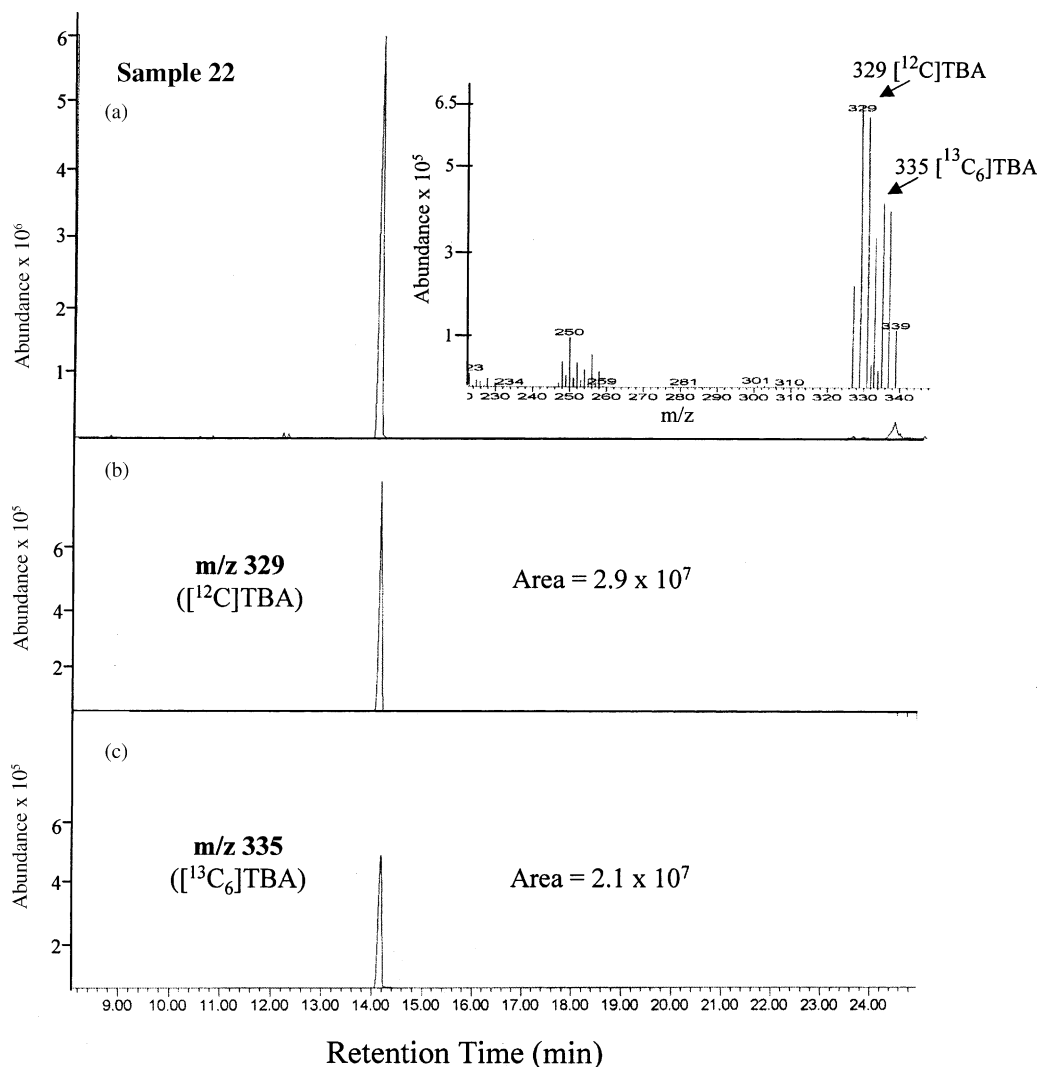 Sample 22
(a)
6
5
4
3
2
1
Abundance x 10⁶
6.5
5
3
1
Abundance x 10⁵
329 [¹²C]TBA
329
335 [¹³C₆]TBA
339
250
23
234
259
281
301
310
230 240 250 260 270 280 290 300 310 320 330 340
m/z
(b)
6
4
2
Abundance x 10⁵
m/z 329
([¹²C]TBA)
Area = 2.9 x 10⁷
(c)
6
4
2
Abundance x 10⁵
m/z 335
([¹³C₆]TBA)
Area = 2.1 x 10⁷
9.00 10.00 11.00 12.00 13.00 14.00 15.00 16.00 17.00 18.00 19.00 20.00 21.00 22.00 23.00 24.00
Retention Time (min)